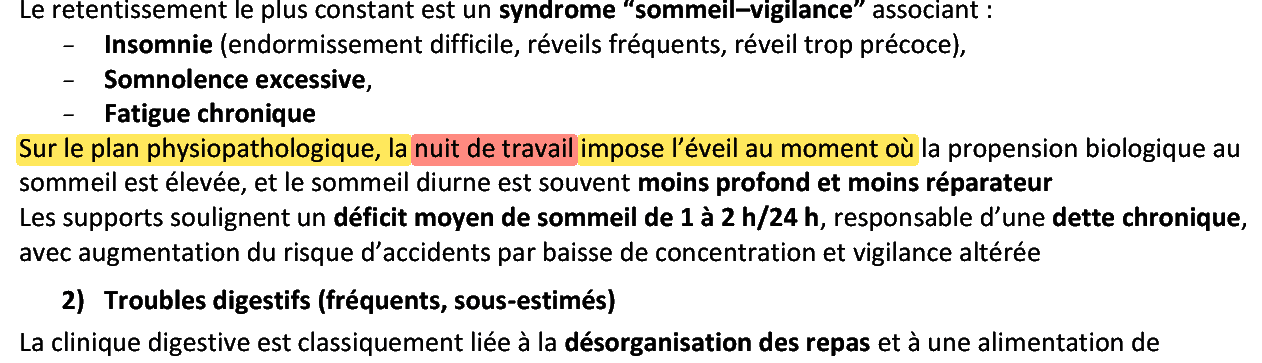 Le retentissement le plus constant est un syndrome “sommeil–vigilance” associant :
– Insomnie (endormissement difficile, réveils fréquents, réveil trop précoce),
– Somnolence excessive,
– Fatigue chronique
Sur le plan physiopathologique, la nuit de travail impose l’éveil au moment où la propension biologique au
sommeil est élevée, et le sommeil diurne est souvent moins profond et moins réparateur
Les supports soulignent un déficit moyen de sommeil de 1 à 2 h/24 h, responsable d’une dette chronique,
avec augmentation du risque d’accidents par baisse de concentration et vigilance altérée
2) Troubles digestifs (fréquents, sous-estimés)
La clinique digestive est classiquement liée à la désorganisation des repas et à une alimentation de